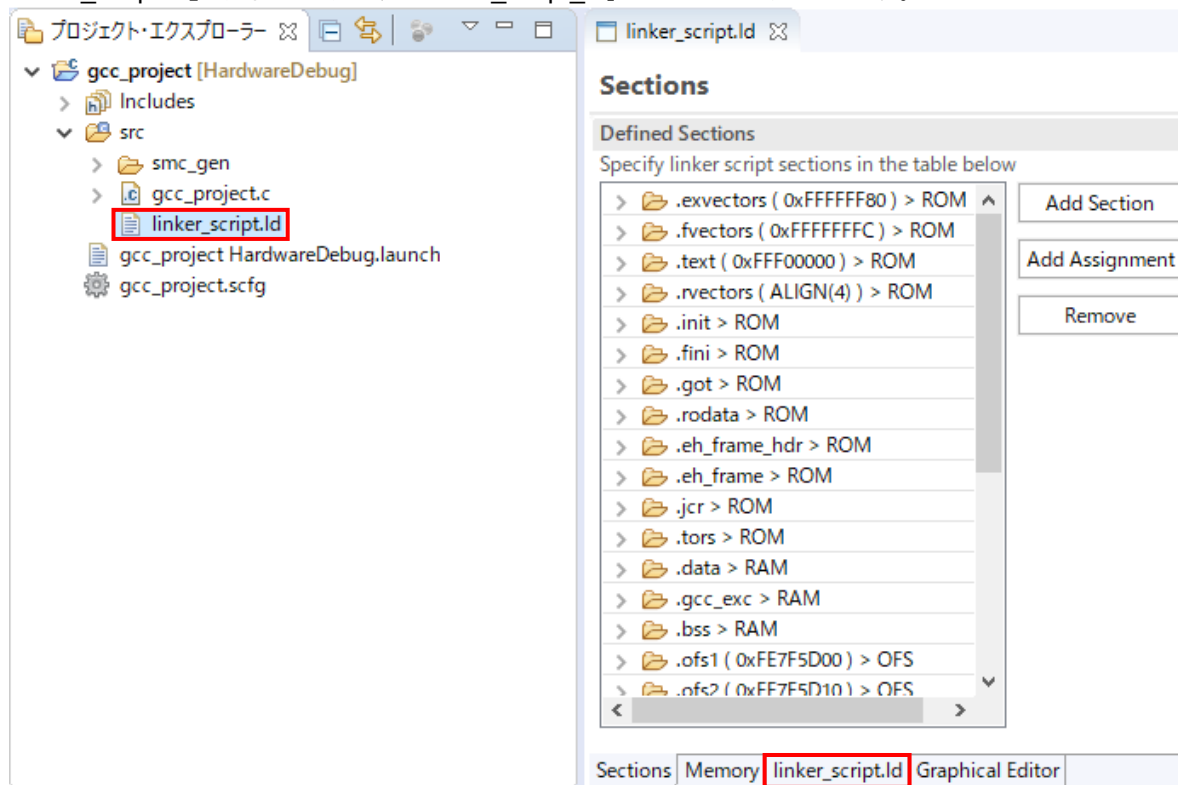 プロジェクト・エクスプローラー
gcc_project [HardwareDebug]
Includes
src
smc_gen
gcc_project.c
linker_script.ld
gcc_project HardwareDebug.launch
gcc_project.scfg
linker_script.ld
Sections
Defined Sections
Specify linker script sections in the table below
.exvectors ( 0xFFFFFF80 ) > ROM
.fvectors ( 0xFFFFFFFC ) > ROM
.text ( 0xFFF00000 ) > ROM
.rvectors ( ALIGN(4) ) > ROM
.init > ROM
.fini > ROM
.got > ROM
.rodata > ROM
.eh_frame_hdr > ROM
.eh_frame > ROM
.jcr > ROM
.tors > ROM
.data > RAM
.gcc_exc > RAM
.bss > RAM
.ofs1 ( 0xFE7F5D00 ) > OFS
.ofs2 ( 0xFE7F5D10 ) > OFS
Add Section
Add Assignment
Remove
Sections Memory linker_script.ld Graphical Editor